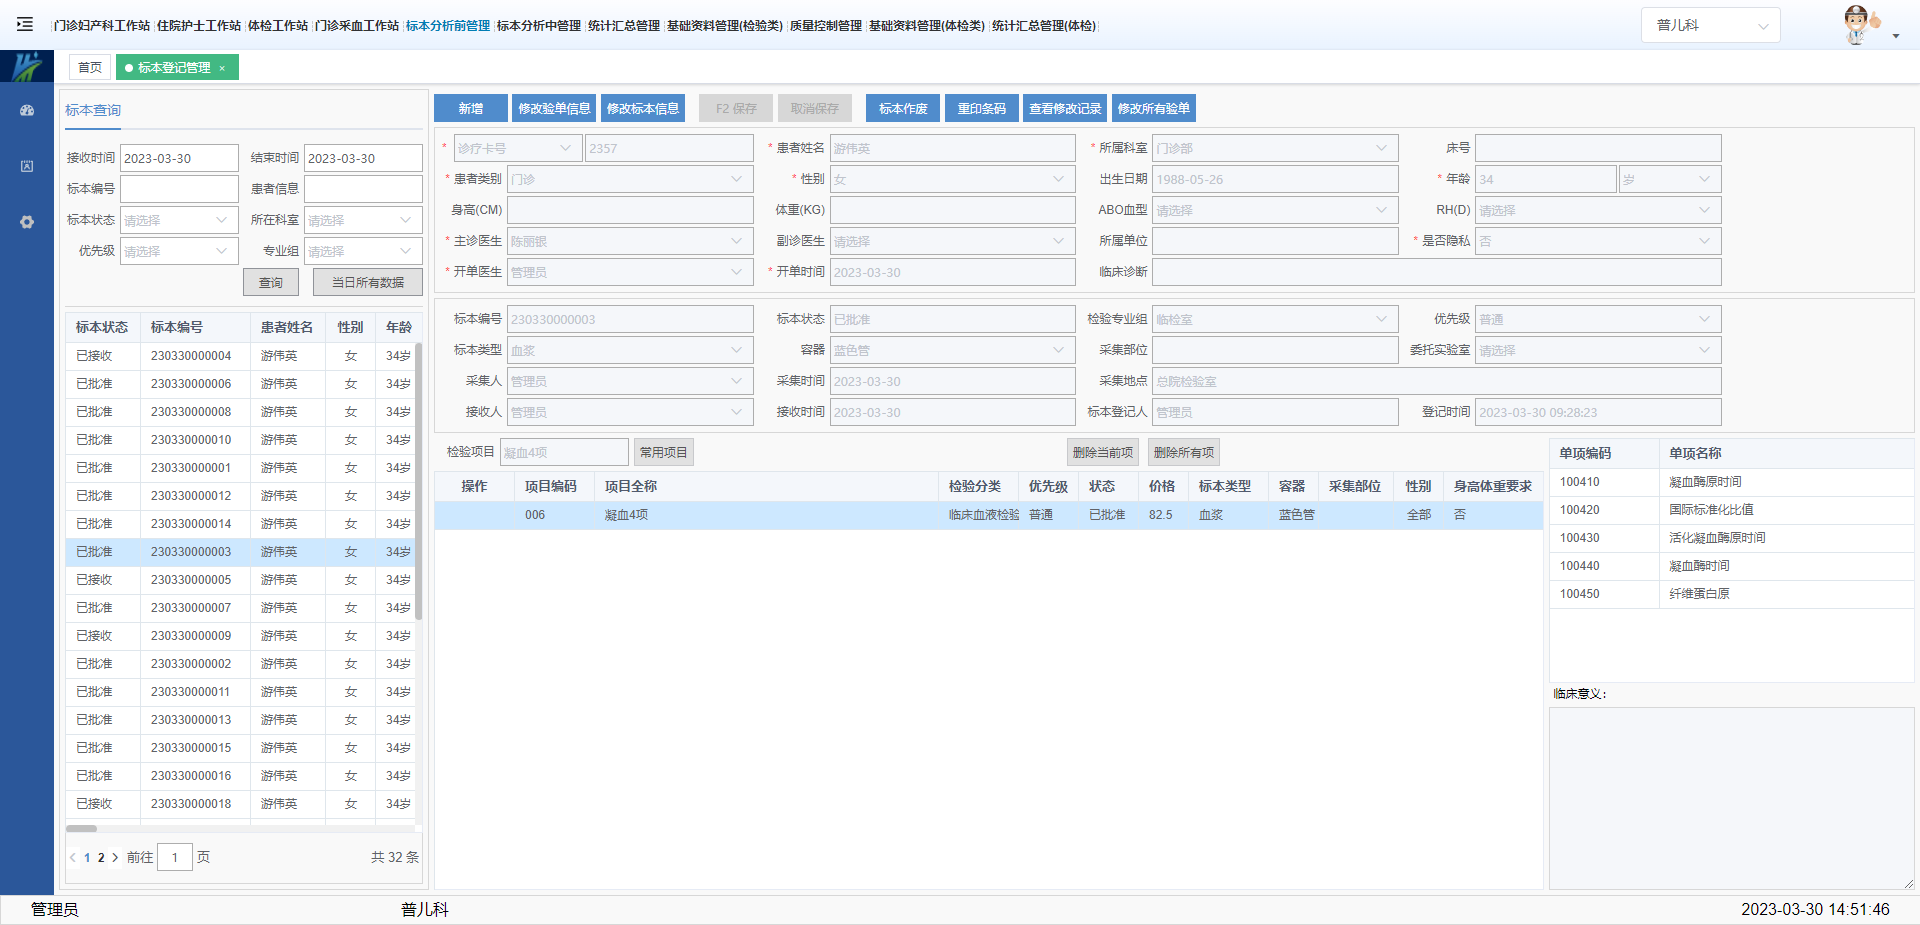 门诊妇产科工作站 住院护士工作站 体检工作站 门诊采血工作站 标本分析前管理 标本分析中管理 统计汇总管理 基础资料管理(检验类) 质量控制管理 基础资料管理(体检类) 统计汇总管理(体检)
普儿科
首页 标本登记管理 ×
标本查询
接收时间 2023-03-30 结束时间 2023-03-30
标本编号 患者信息
标本状态 请选择 所在科室 请选择
优先级 请选择 专业组 请选择
查询 当日所有数据
标本状态 标本编号 患者姓名 性别 年龄
已接收 230330000004 游伟英 女 34岁
已批准 230330000006 游伟英 女 34岁
已批准 230330000008 游伟英 女 34岁
已批准 230330000010 游伟英 女 34岁
已批准 230330000001 游伟英 女 34岁
已批准 230330000012 游伟英 女 34岁
已批准 230330000014 游伟英 女 34岁
已批准 230330000003 游伟英 女 34岁
已接收 230330000005 游伟英 女 34岁
已批准 230330000007 游伟英 女 34岁
已接收 230330000009 游伟英 女 34岁
已批准 230330000002 游伟英 女 34岁
已批准 230330000011 游伟英 女 34岁
已批准 230330000013 游伟英 女 34岁
已批准 230330000015 游伟英 女 34岁
已批准 230330000016 游伟英 女 34岁
已接收 230330000018 游伟英 女 34岁
1 2 前往 1 页 共 32 条
新增 修改验单信息 修改标本信息 F2 保存 取消保存 标本作废 重印条码 查看修改记录 修改所有验单
* 诊疗卡号 2357 * 患者姓名 游伟英 * 所属科室 门诊部 床号
* 患者类别 门诊 * 性别 女 出生日期 1988-05-26 * 年龄 34 岁
身高(CM) 体重(KG) ABO血型 请选择 RH(D) 请选择
* 主诊医生 陈丽银 副诊医生 请选择 所属单位 * 是否隐私 否
* 开单医生 管理员 * 开单时间 2023-03-30 临床诊断
标本编号 230330000003 标本状态 已批准 检验专业组 临检室 优先级 普通
标本类型 血浆 容器 蓝色管 采集部位 委托实验室 请选择
采集人 管理员 采集时间 2023-03-30 采集地点 总院检验室
接收人 管理员 接收时间 2023-03-30 标本登记人 管理员 登记时间 2023-03-30 09:28:23
检验项目 凝血4项 常用项目 删除当前项 删除所有项
操作 项目编码 项目全称 检验分类 优先级 状态 价格 标本类型 容器 采集部位 性别 身高体重要求
006 凝血4项 临床血液检验 普通 已批准 82.5 血浆 蓝色管 全部 否
单项编码 单项名称
100410 凝血酶原时间
100420 国际标准化比值
100430 活化凝血酶原时间
100440 凝血酶时间
100450 纤维蛋白原
临床意义：
管理员 普儿科 2023-03-30 14:51:46